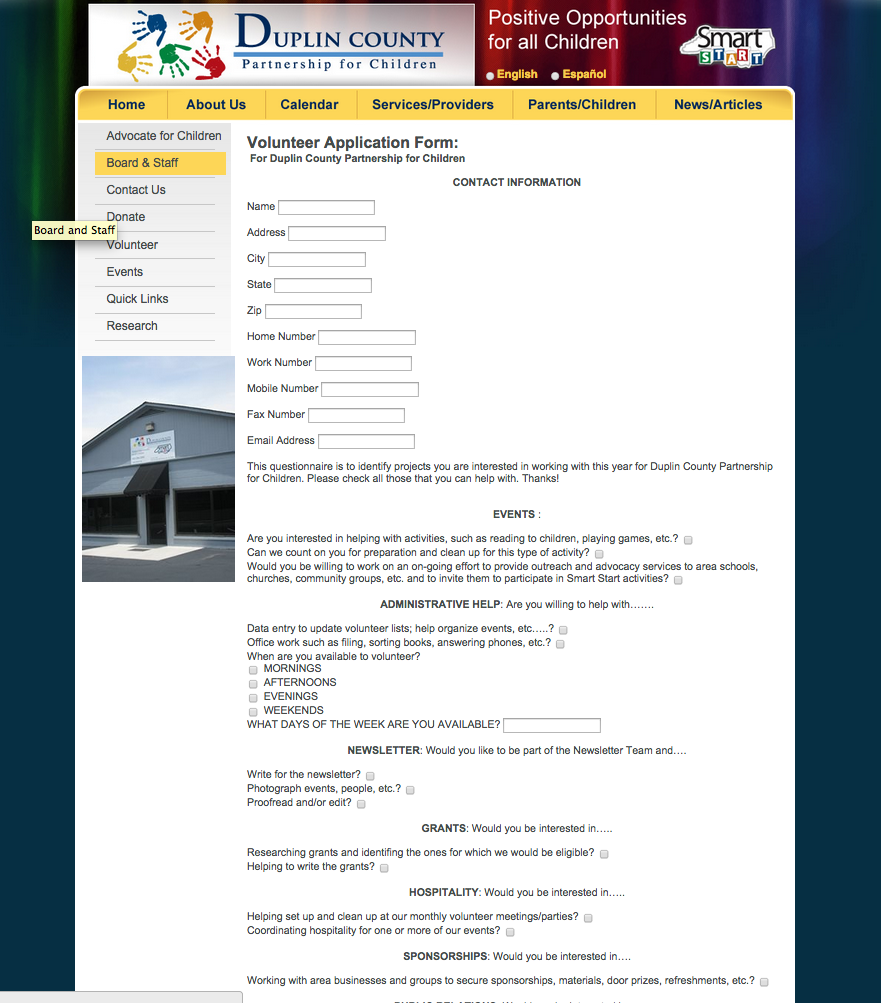 DUPLIN COUNTY
Partnership for Children
Positive Opportunities
for all Children
Smart
START
English Español
Home About Us Calendar Services/Providers Parents/Children News/Articles
Advocate for Children
Board & Staff
Contact Us
Donate
Board and Staff
Volunteer
Events
Quick Links
Research
Volunteer Application Form:
For Duplin County Partnership for Children
CONTACT INFORMATION
Name
Address
City
State
Zip
Home Number
Work Number
Mobile Number
Fax Number
Email Address
This questionnaire is to identify projects you are interested in working with this year for Duplin County Partnership
for Children. Please check all those that you can help with. Thanks!
EVENTS :
Are you interested in helping with activities, such as reading to children, playing games, etc.?
Can we count on you for preparation and clean up for this type of activity?
Would you be willing to work on an on-going effort to provide outreach and advocacy services to area schools,
churches, community groups, etc. and to invite them to participate in Smart Start activities?
ADMINISTRATIVE HELP: Are you willing to help with…….
Data entry to update volunteer lists; help organize events, etc…..?
Office work such as filing, sorting books, answering phones, etc.?
When are you available to volunteer?
MORNINGS
AFTERNOONS
EVENINGS
WEEKENDS
WHAT DAYS OF THE WEEK ARE YOU AVAILABLE?
NEWSLETTER: Would you like to be part of the Newsletter Team and….
Write for the newsletter?
Photograph events, people, etc.?
Proofread and/or edit?
GRANTS: Would you be interested in…..
Researching grants and identifing the ones for which we would be eligible?
Helping to write the grants?
HOSPITALITY: Would you be interested in…..
Helping set up and clean up at our monthly volunteer meetings/parties?
Coordinating hospitality for one or more of our events?
SPONSORSHIPS: Would you be interested in….
Working with area businesses and groups to secure sponsorships, materials, door prizes, refreshments, etc.?